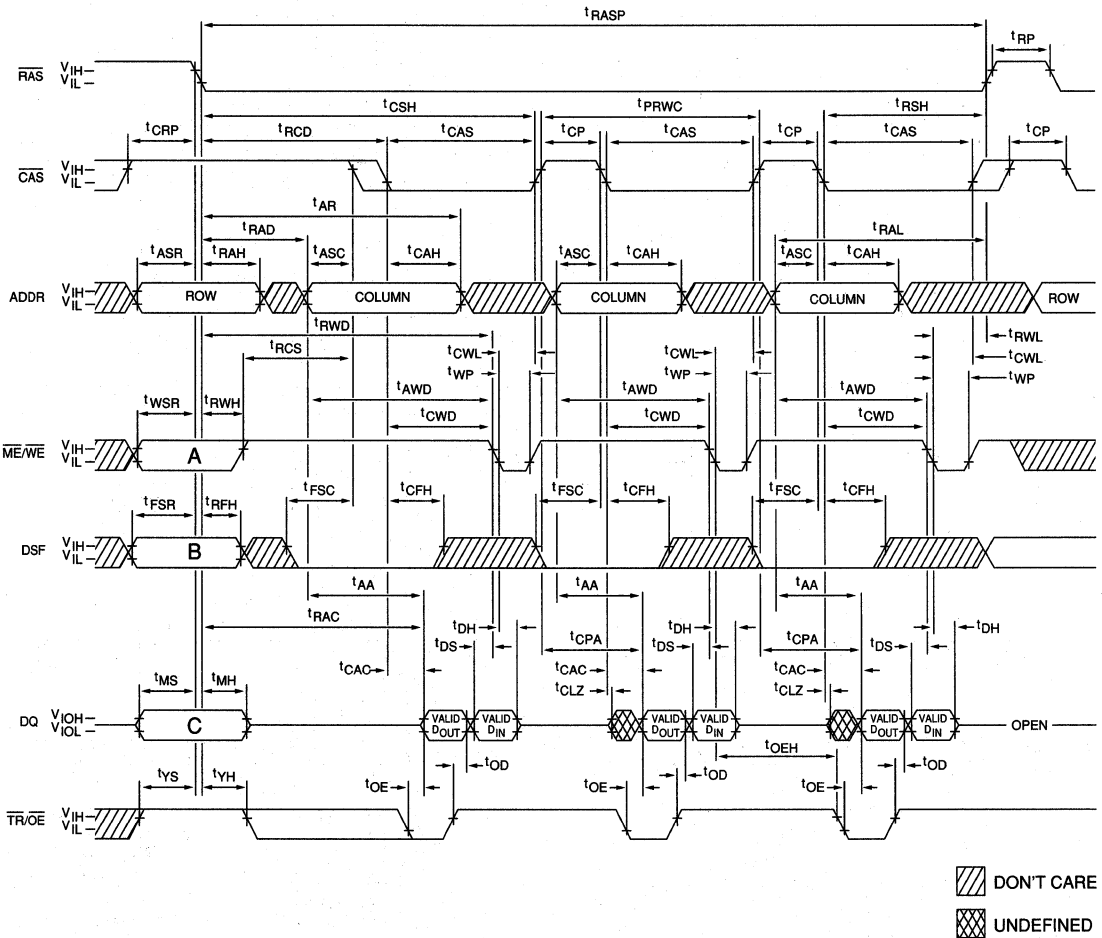 tRASP
tRP
RAS VIH VIL
tCSH tPRWC tRSH
tCRP tRCD tCAS tCP tCAS tCP tCAS tCP
CAS VIH VIL
tAR
tRAD tRAL
tASR tRAH tASC tCAH tASC tCAH tASC tCAH
ADDR VIH VIL ROW COLUMN COLUMN COLUMN ROW
tRWD tRWL
tRCS tCWL tCWL tCWL
tWP tWP tWP
tAWD tAWD tAWD
tWSR tRWH tCWD tCWD tCWD
ME/WE VIH VIL A
tFSC tCFH tFSC tCFH tFSC tCFH
tFSR tRFH
DSF VIH VIL B
tAA tAA tAA
tRAC tDH tDH tDH
tDS tCPA tDS tCPA tDS
tCAC tCAC tCAC
tMS tMH tCLZ tCLZ
DQ VIOH VIOL C VALID DOUT VALID DIN VALID DOUT VALID DIN VALID DOUT VALID DIN OPEN
tOEH
tYS tYH tOE tOD tOE tOD tOE tOD
TR/OE VIH VIL
DON'T CARE
UNDEFINED